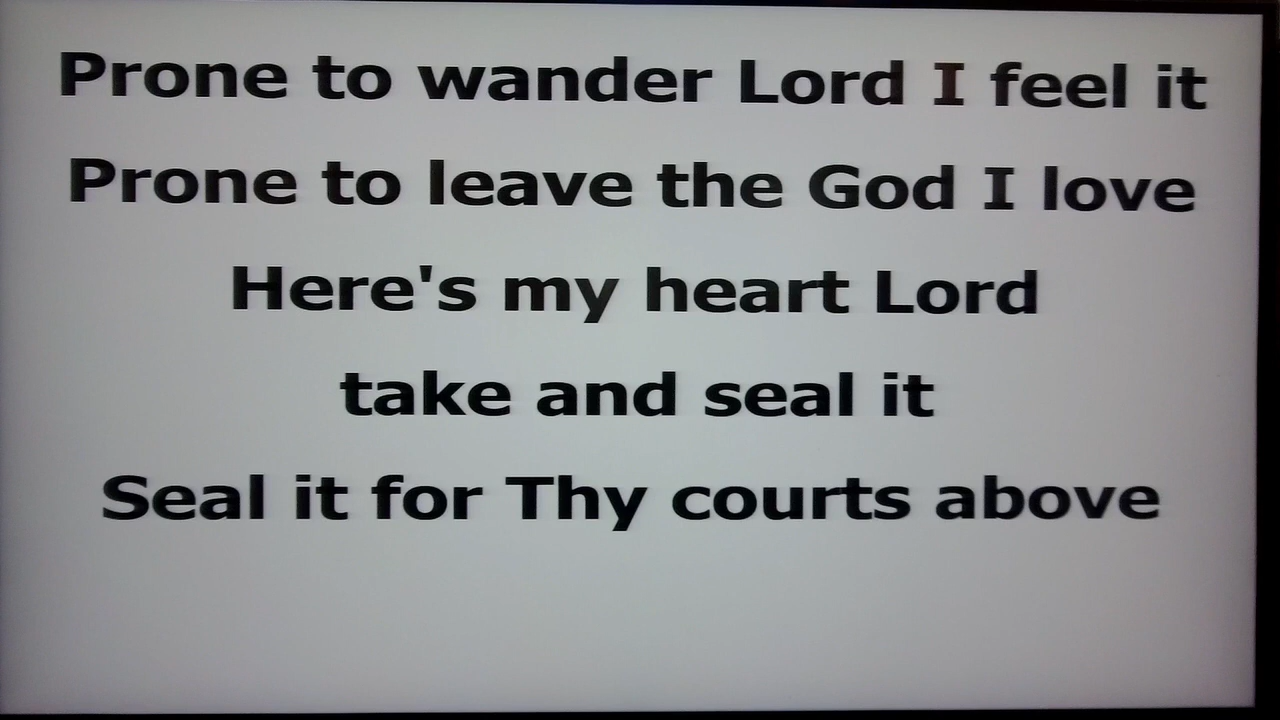 Prone to wander Lord I feel it
Prone to leave the God I love
Here's my heart Lord
take and seal it
Seal it for Thy courts above